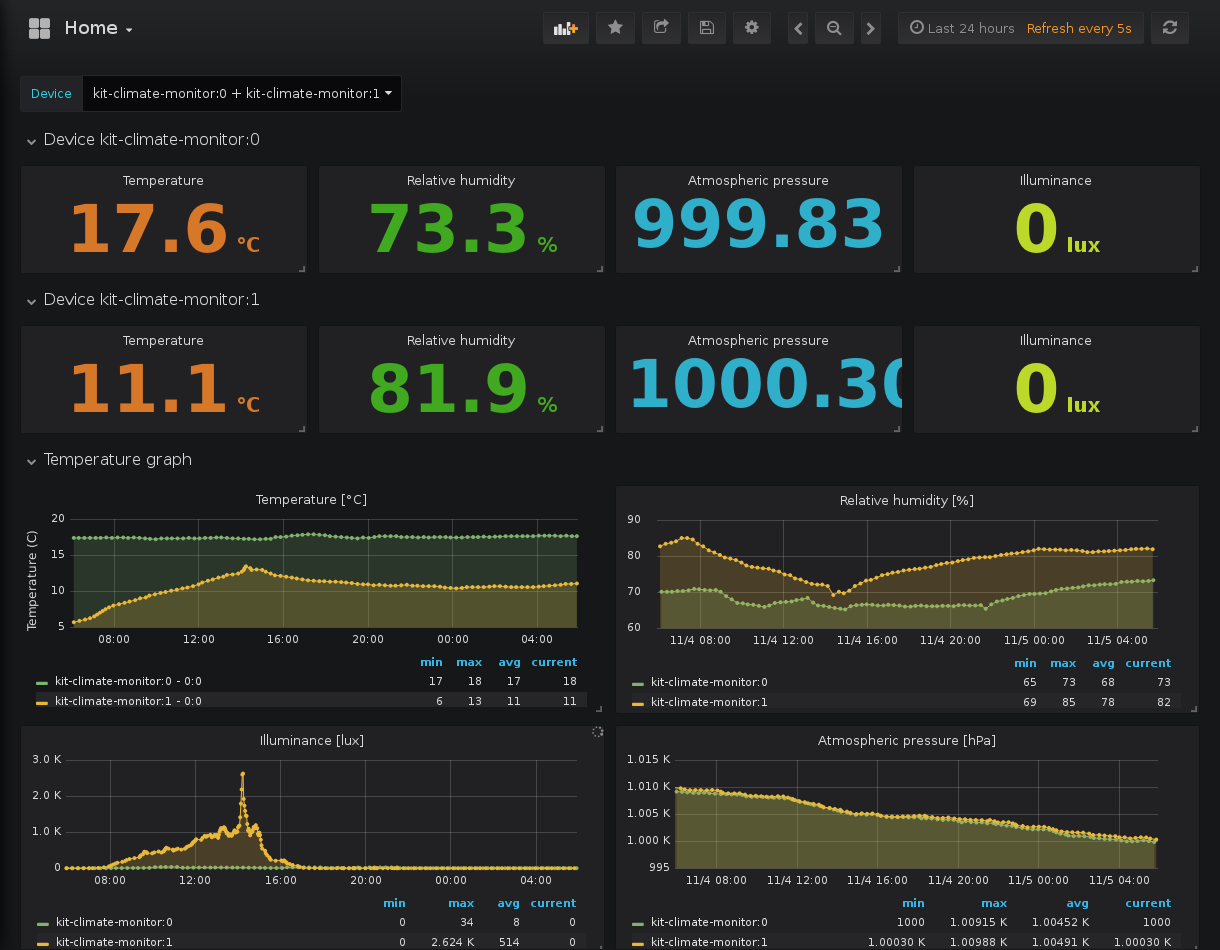 Home
Last 24 hours Refresh every 5s
Device kit-climate-monitor:0 + kit-climate-monitor:1
Device kit-climate-monitor:0
Temperature Relative humidity Atmospheric pressure Illuminance
17.6 °C 73.3 % 999.83 0 lux
Device kit-climate-monitor:1
Temperature Relative humidity Atmospheric pressure Illuminance
11.1 °C 81.9 % 1000.30 0 lux
Temperature graph
Temperature [°C]
Temperature (C)
20
15
10
5
08:00 12:00 16:00 20:00 00:00 04:00
min max avg current
kit-climate-monitor:0 - 0:0 17 18 17 18
kit-climate-monitor:1 - 0:0 6 13 11 11
Relative humidity [%]
90
80
70
60
11/4 08:00 11/4 12:00 11/4 16:00 11/4 20:00 11/5 00:00 11/5 04:00
min max avg current
kit-climate-monitor:0 65 73 68 73
kit-climate-monitor:1 69 85 78 82
Illuminance [lux]
3.0 K
2.0 K
1.0 K
0
08:00 12:00 16:00 20:00 00:00 04:00
min max avg current
kit-climate-monitor:0 0 34 8 0
kit-climate-monitor:1 0 2.624 K 514 0
Atmospheric pressure [hPa]
1.015 K
1.010 K
1.005 K
1.000 K
995
11/4 08:00 11/4 12:00 11/4 16:00 11/4 20:00 11/5 00:00 11/5 04:00
min max avg current
kit-climate-monitor:0 1000 1.00915 K 1.00452 K 1000
kit-climate-monitor:1 1.00030 K 1.00988 K 1.00491 K 1.00030 K